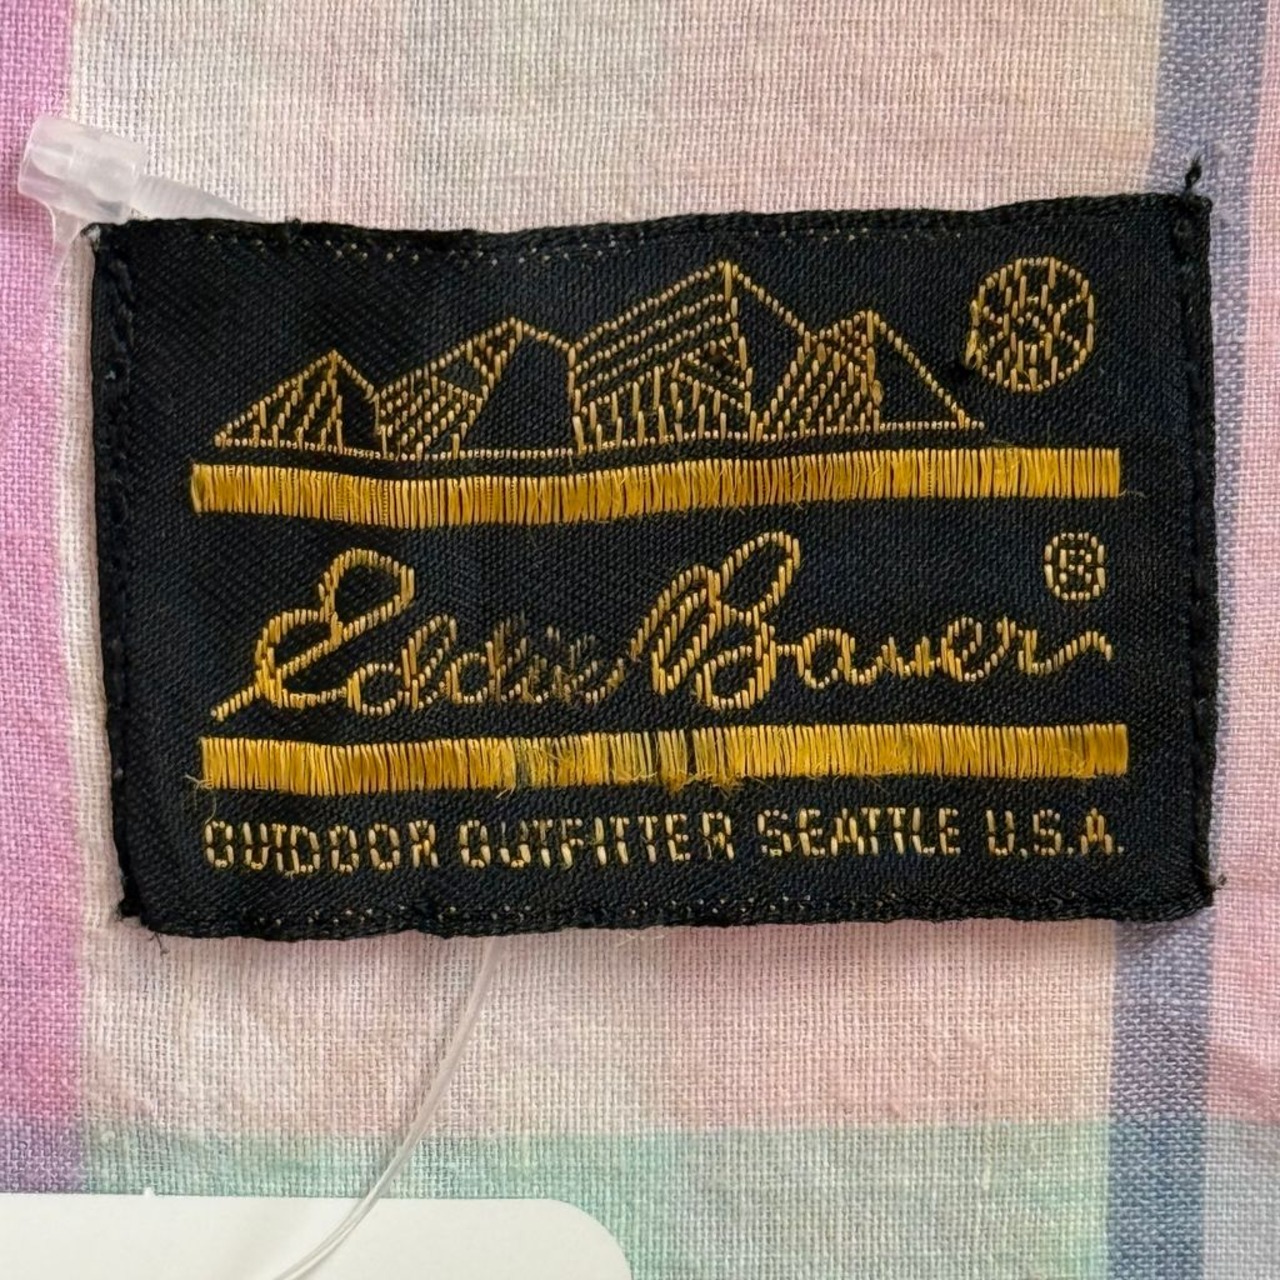 Eddie Bauer®
OUTDOOR OUTFITTER SEATTLE U.S.A.